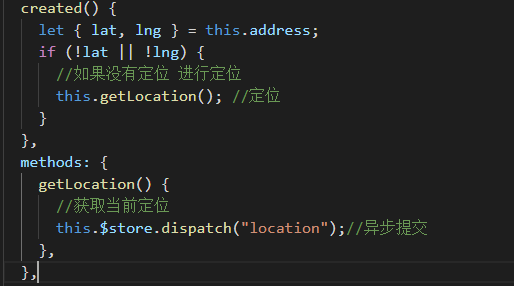 created() {
let { lat, lng } = this.address;
if (!lat || !lng) {
//如果没有定位 进行定位
this.getLocation(); //定位
}
},
methods: {
getLocation() {
//获取当前定位
this.$store.dispatch("location");//异步提交
},
},